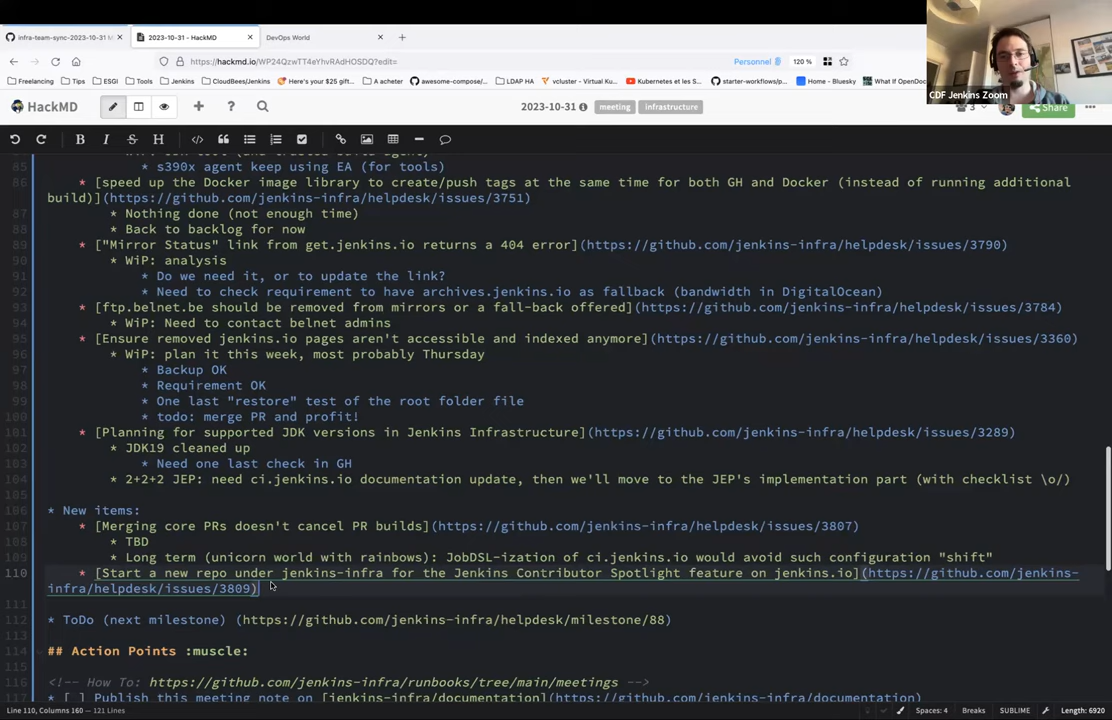 infra-team-sync-2023-10-31 M
2023-10-31 - HackMD
DevOps World
https://hackmd.io/WP24QzwTT4eYhvRAdHOSDQ?edit=
Personnel
120 %
Freelancing
Tips
ESGI
Tools
Jenkins
CloudBees/Jenkins
Here's your $25 gift...
A acheter
awesome-compose/...
LDAP HA
vcluster - Virtual Ku...
Kubernetes et les S...
starter-workflows/p...
Home - Bluesky
What If OpenDoc
CDF Jenkins Zoom
HackMD
2023-10-31
meeting
infrastructure
3
Share
85 * s390x agent keep using EA (for tools)
86 * [speed up the Docker image library to create/push tags at the same time for both GH and Docker (instead of running additional
build)](https://github.com/jenkins-infra/helpdesk/issues/3751)
87 * Nothing done (not enough time)
88 * Back to backlog for now
89 * ["Mirror Status" link from get.jenkins.io returns a 404 error](https://github.com/jenkins-infra/helpdesk/issues/3790)
90 * WiP: analysis
91 * Do we need it, or to update the link?
92 * Need to check requirement to have archives.jenkins.io as fallback (bandwidth in DigitalOcean)
93 * [ftp.belnet.be should be removed from mirrors or a fall-back offered](https://github.com/jenkins-infra/helpdesk/issues/3784)
94 * WiP: Need to contact belnet admins
95 * [Ensure removed jenkins.io pages aren't accessible and indexed anymore](https://github.com/jenkins-infra/helpdesk/issues/3360)
96 * WiP: plan it this week, most probably Thursday
97 * Backup OK
98 * Requirement OK
99 * One last "restore" test of the root folder file
100 * todo: merge PR and profit!
101 * [Planning for supported JDK versions in Jenkins Infrastructure](https://github.com/jenkins-infra/helpdesk/issues/3289)
102 * JDK19 cleaned up
103 * Need one last check in GH
104 * 2+2+2 JEP: need ci.jenkins.io documentation update, then we'll move to the JEP's implementation part (with checklist \o/)
105
106 * New items:
107 * [Merging core PRs doesn't cancel PR builds](https://github.com/jenkins-infra/helpdesk/issues/3807)
108 * TBD
109 * Long term (unicorn world with rainbows): JobDSL-ization of ci.jenkins.io would avoid such configuration "shift"
110 * [Start a new repo under jenkins-infra for the Jenkins Contributor Spotlight feature on jenkins.io](https://github.com/jenkins-
infra/helpdesk/issues/3809)
111
112 * ToDo (next milestone) (https://github.com/jenkins-infra/helpdesk/milestone/88)
113
114 ## Action Points :muscle:
115
116 <!-- How To: https://github.com/jenkins-infra/runbooks/tree/main/meetings -->
117 * [ ] Publish this meeting note on [jenkins-infra/documentation](https://github.com/jenkins-infra/documentation)
Line 110, Columns 160 — 121 Lines
Spaces: 4
Breaks
SUBLIME
Length: 6920